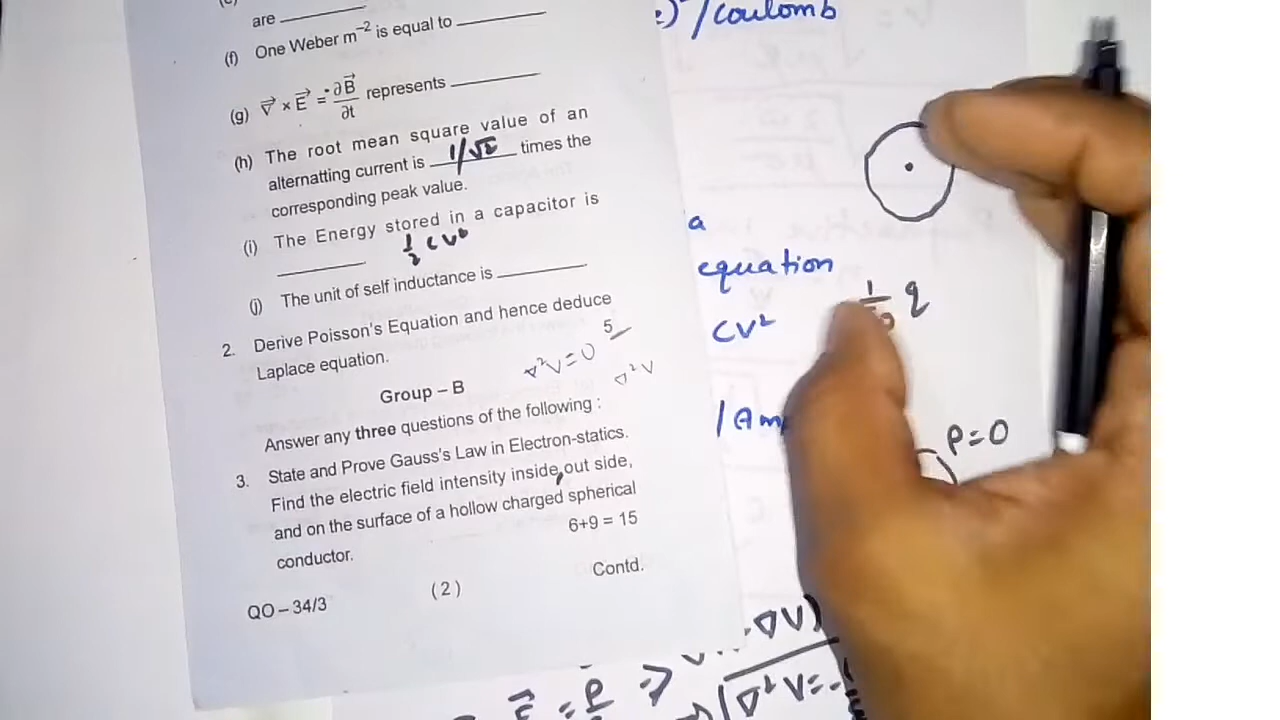 are
(f) One Weber m⁻² is equal to
(g) ∇ × E = -∂B/∂t represents
(h) The root mean square value of an
alternatting current is 1/√2 times the
corresponding peak value.
(i) The Energy stored in a capacitor is
½ CV²
(j) The unit of self inductance is
2. Derive Poisson's Equation and hence deduce
Laplace equation. 5
∇²V=0
∇²V
Group – B
Answer any three questions of the following :
3. State and Prove Gauss's Law in Electron-statics.
Find the electric field intensity inside, out side,
and on the surface of a hollow charged spherical
conductor. 6+9 = 15
QO – 34/3 (2) Contd.
) /coulomb
a
equation
CV²
q
ρ=0
∇V)
∇²V=-